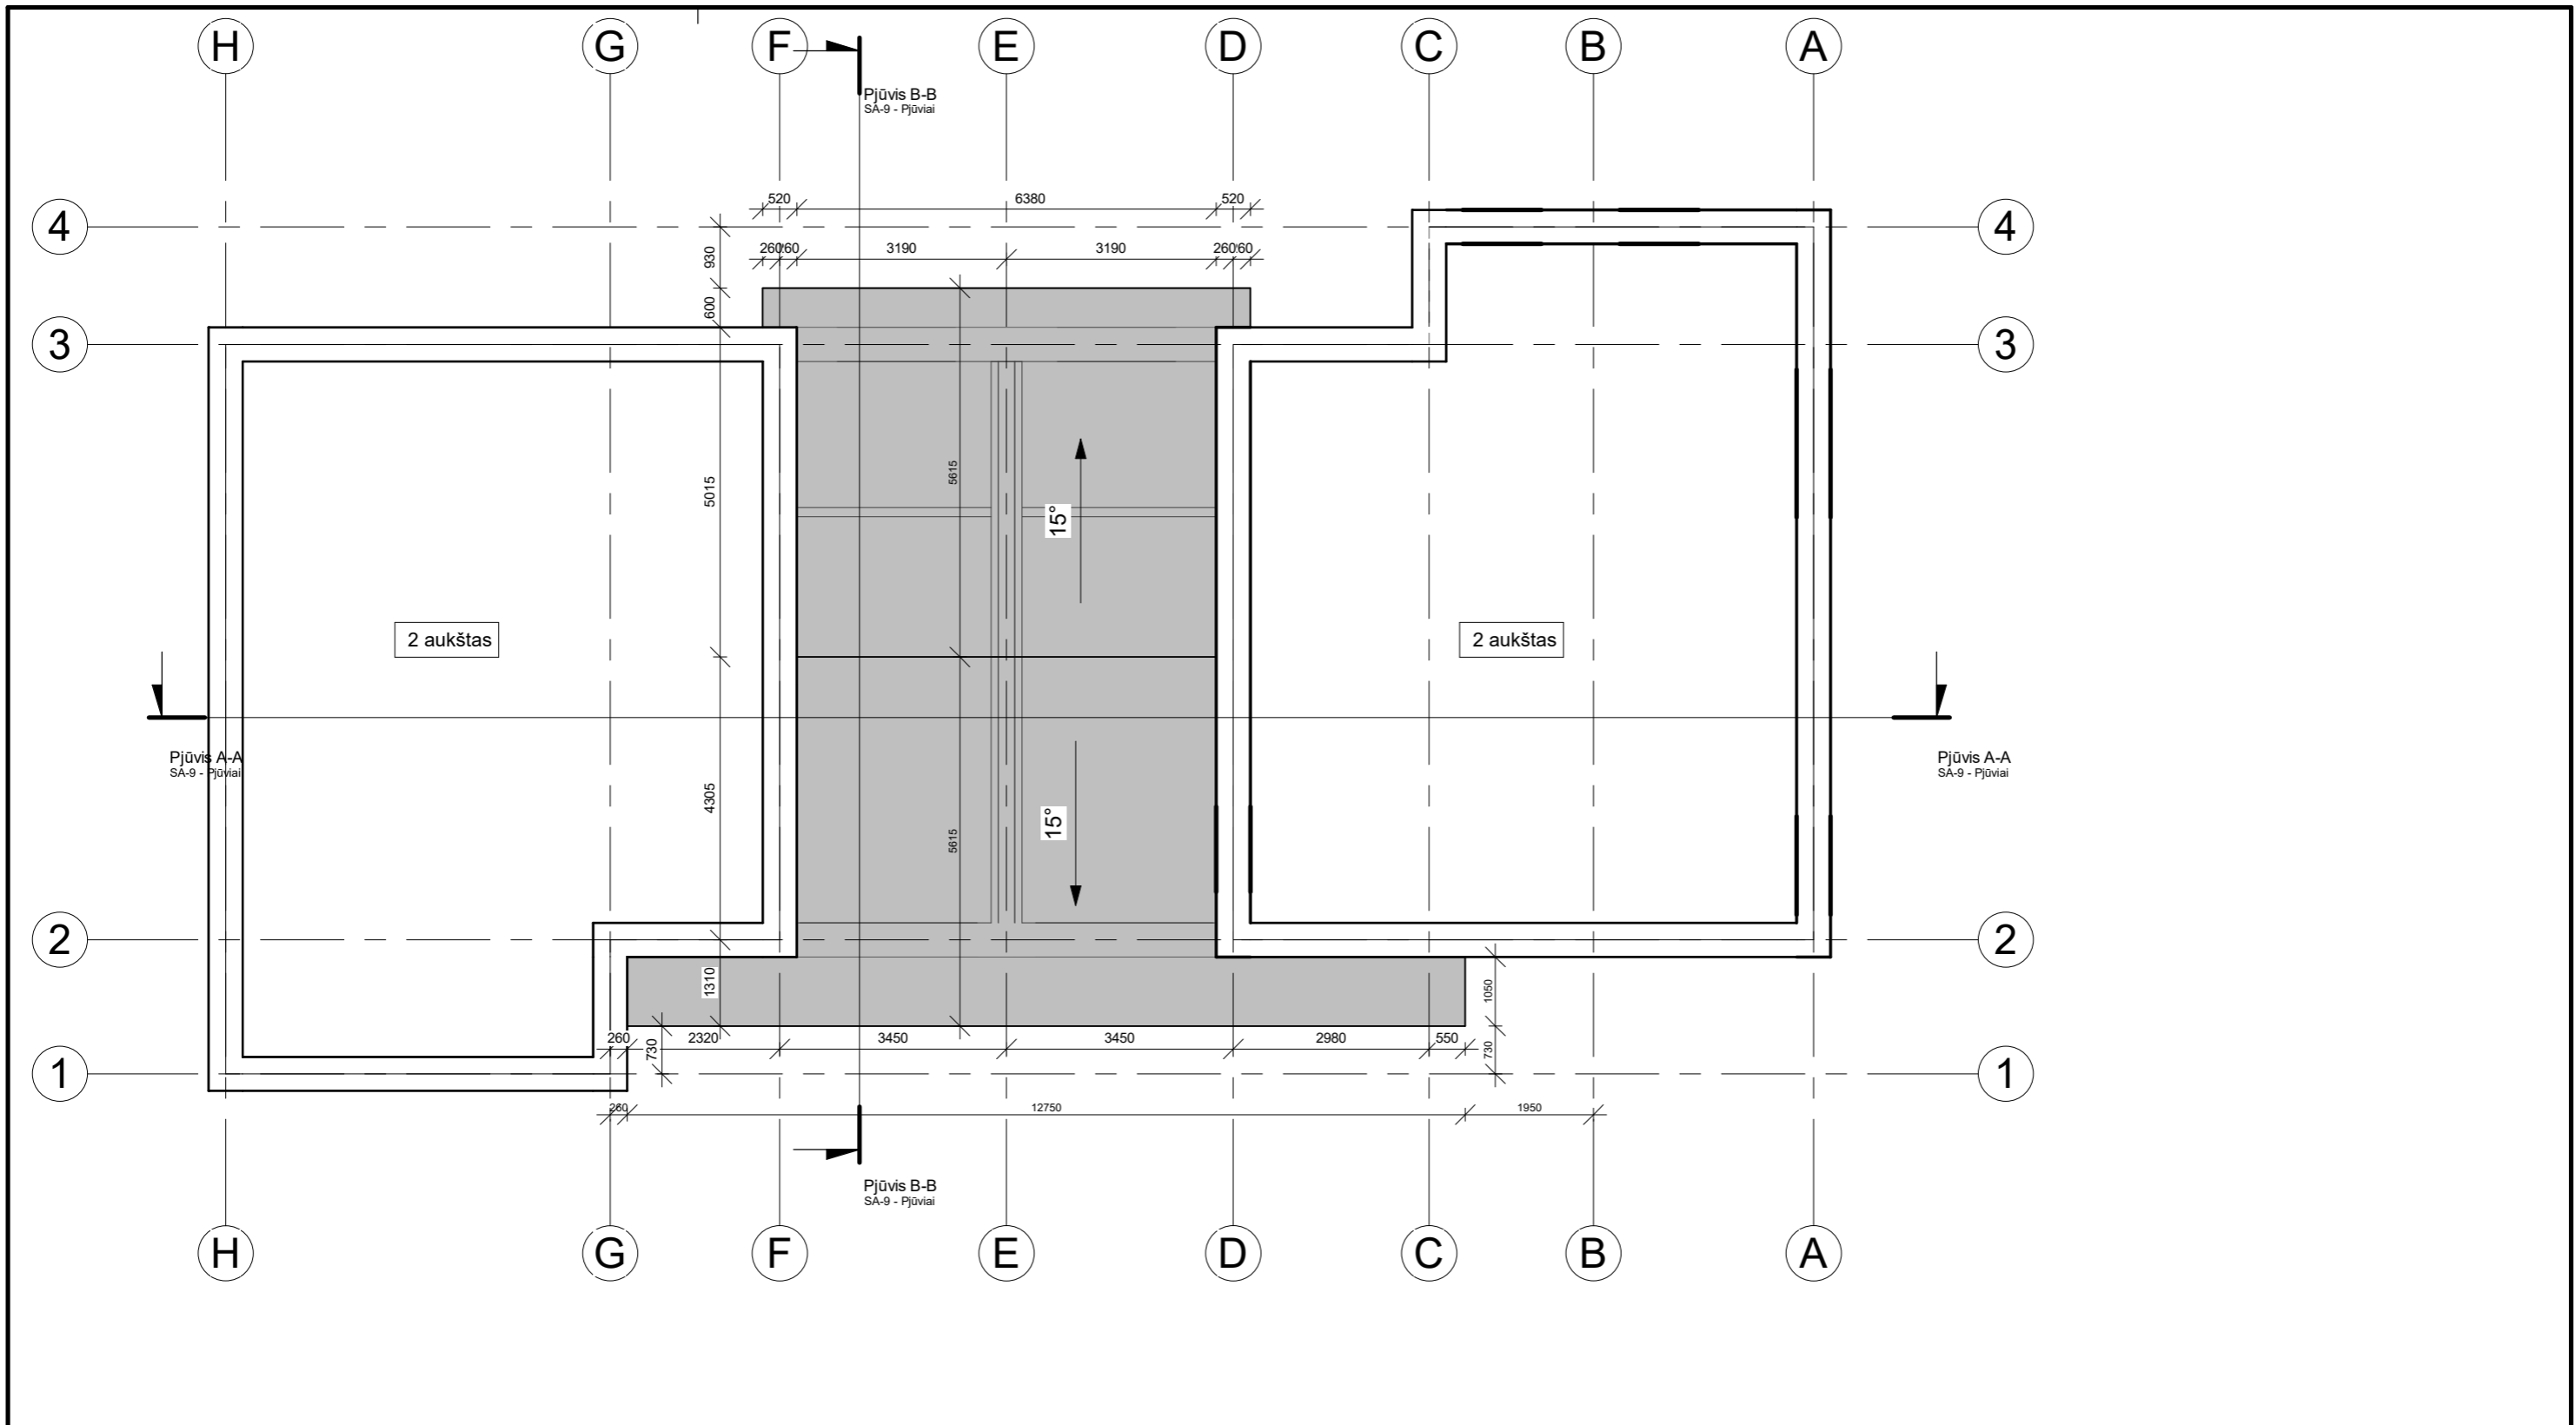 H G F E D C B A
Pjūvis B-B
SA-9 - Pjūviai
520 6380 520
4 4
260 260 3190 3190 260 260
930
600
3 3
5015
5615
15°
2 aukštas 2 aukštas
Pjūvis A-A
SA-9 - Pjūviai
Pjūvis A-A
SA-9 - Pjūviai
4305
5615
15°
2 2
1310
1050
260 2320 3450 3450 2980 550
730
730
1 1
260 12750 1950
Pjūvis B-B
SA-9 - Pjūviai
H G F E D C B A